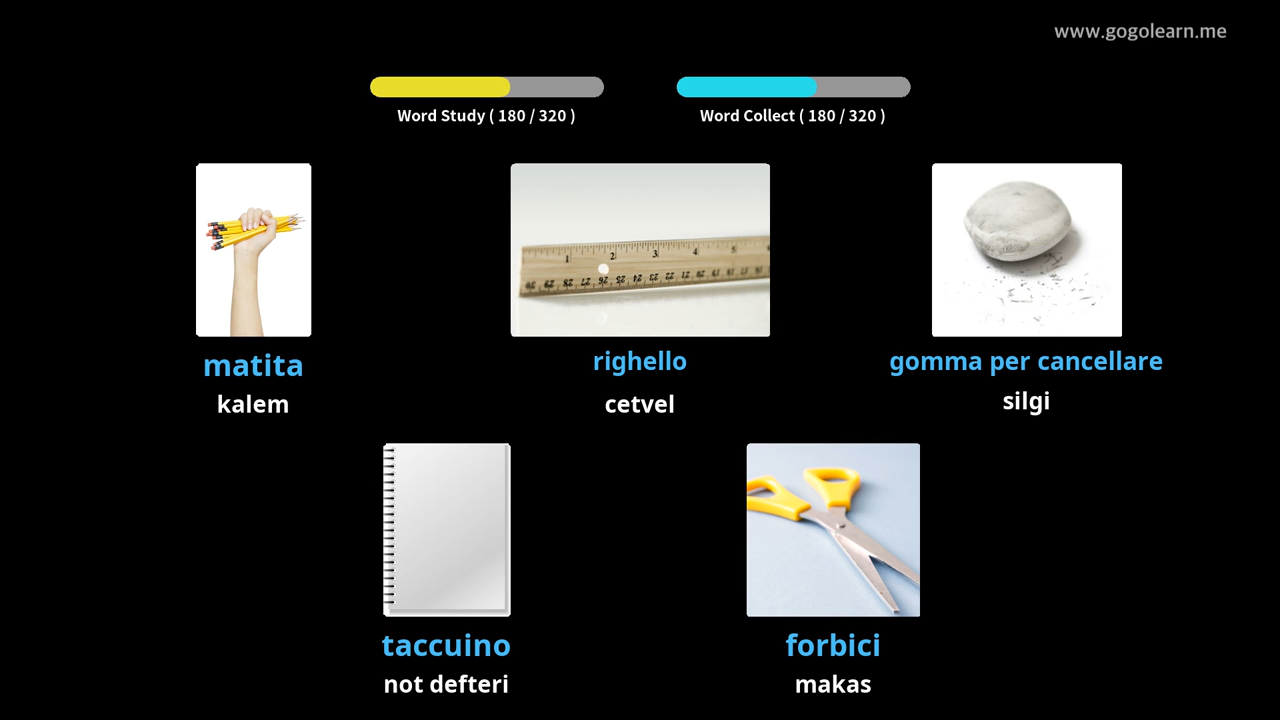 www.gogolearn.me
Word Study ( 180 / 320 )
Word Collect ( 180 / 320 )
matita
kalem
righello
cetvel
gomma per cancellare
silgi
taccuino
not defteri
forbici
makas